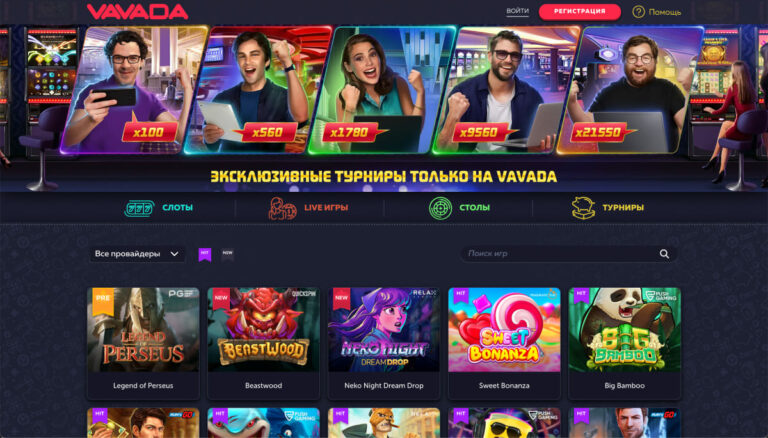 VAVADA
ВОЙТИ
РЕГИСТРАЦИЯ
Помощь
x100
x560
x1780
x9560
x21550
ЭКСКЛЮЗИВНЫЕ ТУРНИРЫ ТОЛЬКО НА VAVADA
СЛОТЫ
LIVE ИГРЫ
СТОЛЫ
ТУРНИРЫ
Все провайдеры
HIT
NEW
Поиск игр
PRE
PG
LEGEND OF
PERSEUS
NEW
QUICKSPIN
BEASTWOOD
NEW
RELAX
NEKO NIGHT
DREAM DROP
HIT
SWEET
BONANZA
HIT
PUSH
GAMING
BIG
BAMBOO
Legend of Perseus
Beastwood
Neko Night Dream Drop
Sweet Bonanza
Big Bamboo
HIT
HIT
PUSH
GAMING
HIT
RELAX
HIT
PUSH
GAMING
HIT